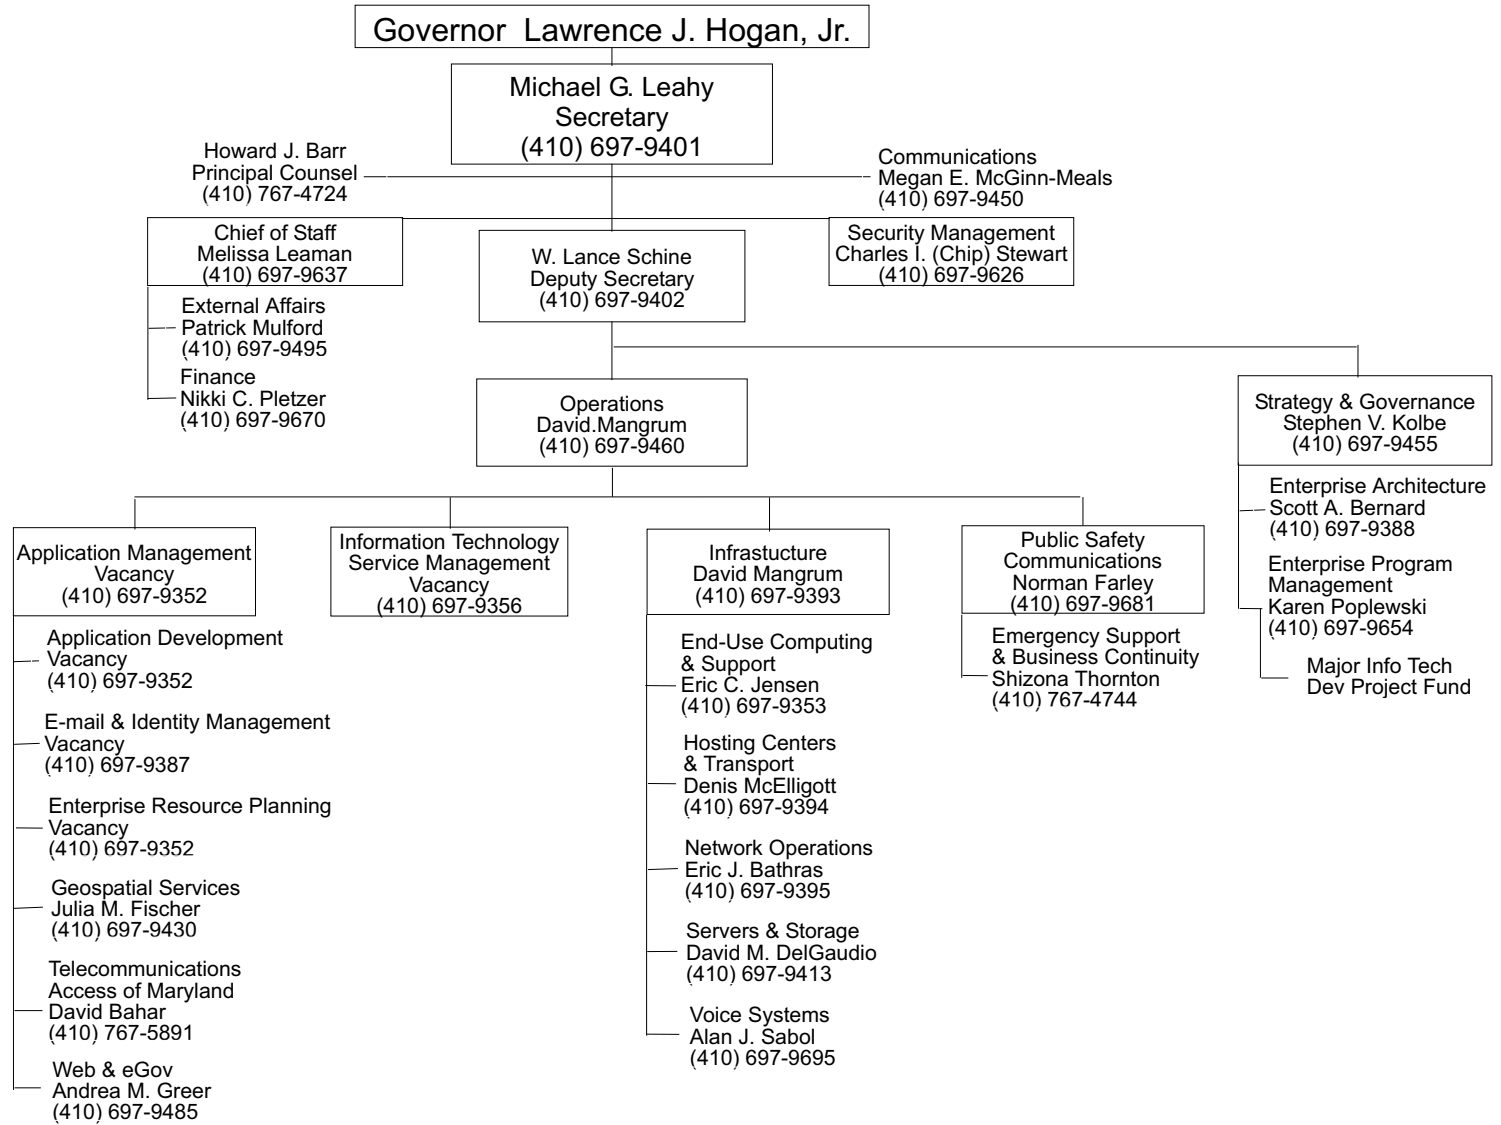 Governor Lawrence J. Hogan, Jr.
Michael G. Leahy
Secretary
(410) 697-9401
Howard J. Barr
Principal Counsel
(410) 767-4724
Communications
Megan E. McGinn-Meals
(410) 697-9450
Chief of Staff
Melissa Leaman
(410) 697-9637
W. Lance Schine
Deputy Secretary
(410) 697-9402
Security Management
Charles I. (Chip) Stewart
(410) 697-9626
External Affairs
Patrick Mulford
(410) 697-9495
Finance
Nikki C. Pletzer
(410) 697-9670
Operations
David.Mangrum
(410) 697-9460
Strategy & Governance
Stephen V. Kolbe
(410) 697-9455
Enterprise Architecture
Scott A. Bernard
(410) 697-9388
Enterprise Program
Management
Karen Poplewski
(410) 697-9654
Major Info Tech
Dev Project Fund
Application Management
Vacancy
(410) 697-9352
Application Development
Vacancy
(410) 697-9352
E-mail & Identity Management
Vacancy
(410) 697-9387
Enterprise Resource Planning
Vacancy
(410) 697-9352
Geospatial Services
Julia M. Fischer
(410) 697-9430
Telecommunications
Access of Maryland
David Bahar
(410) 767-5891
Web & eGov
Andrea M. Greer
(410) 697-9485
Information Technology
Service Management
Vacancy
(410) 697-9356
Infrastucture
David Mangrum
(410) 697-9393
End-Use Computing
& Support
Eric C. Jensen
(410) 697-9353
Hosting Centers
& Transport
Denis McElligott
(410) 697-9394
Network Operations
Eric J. Bathras
(410) 697-9395
Servers & Storage
David M. DelGaudio
(410) 697-9413
Voice Systems
Alan J. Sabol
(410) 697-9695
Public Safety
Communications
Norman Farley
(410) 697-9681
Emergency Support
& Business Continuity
Shizona Thornton
(410) 767-4744